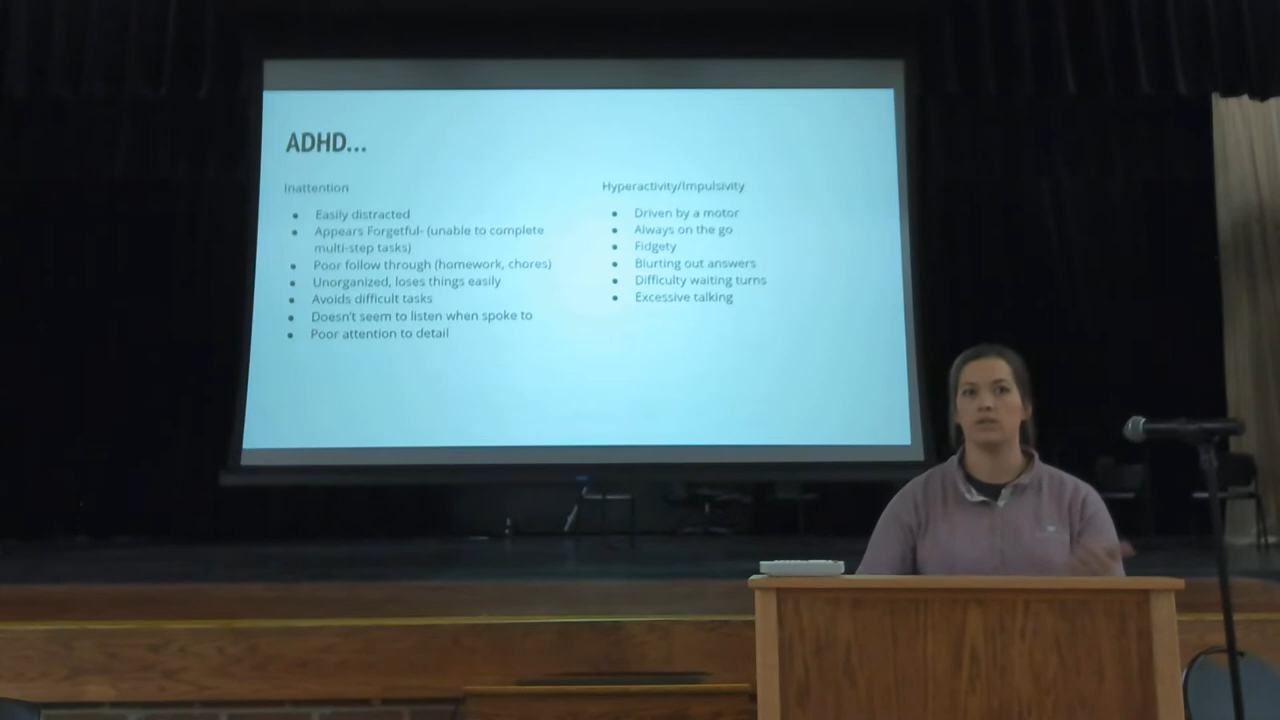 ADHD...
Inattention
● Easily distracted
● Appears Forgetful- (unable to complete
multi-step tasks)
● Poor follow through (homework, chores)
● Unorganized, loses things easily
● Avoids difficult tasks
● Doesn't seem to listen when spoke to
● Poor attention to detail
Hyperactivity/Impulsivity
● Driven by a motor
● Always on the go
● Fidgety
● Blurting out answers
● Difficulty waiting turns
● Excessive talking